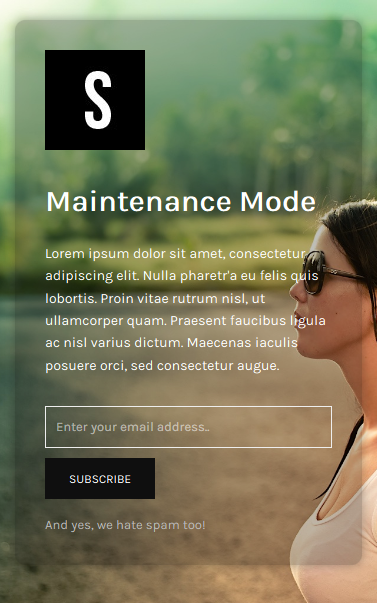 S
Maintenance Mode
Lorem ipsum dolor sit amet, consectetur
adipiscing elit. Nulla pharetr'a eu felis quis
lobortis. Proin vitae rutrum nisl, ut
ullamcorper quam. Praesent faucibus ligula
ac nisl varius dictum. Maecenas iaculis
posuere orci, sed consectetur augue.
Enter your email address..
SUBSCRIBE
And yes, we hate spam too!